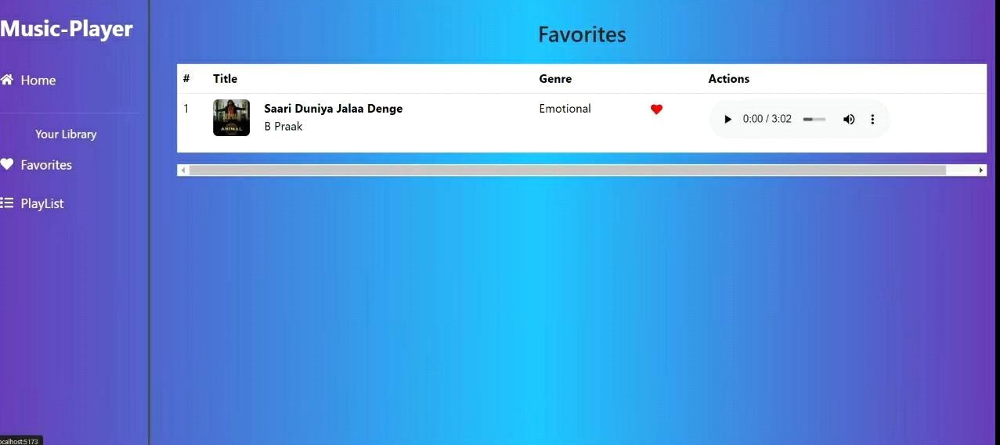 Music-Player
Home
Your Library
Favorites
PlayList
Favorites
# Title Genre Actions
1 Saari Duniya Jalaa Denge Emotional 0:00 / 3:02
B Praak
ANIMAL
ocalhost:5173